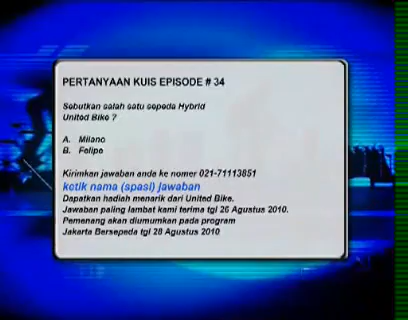 PERTANYAAN KUIS EPISODE # 34
Sebutkan salah satu sepeda Hybrid
United Bike ?
A. Milano
B. Felipe
Kirimkan jawaban anda ke nomer 021-71113851
ketik nama (spasi) jawaban
Dapatkan hadiah menarik dari United Bike.
Jawaban paling lambat kami terima tgl 26 Agustus 2010.
Pemenang akan diumumkan pada program
Jakarta Bersepeda tgl 28 Agustus 2010